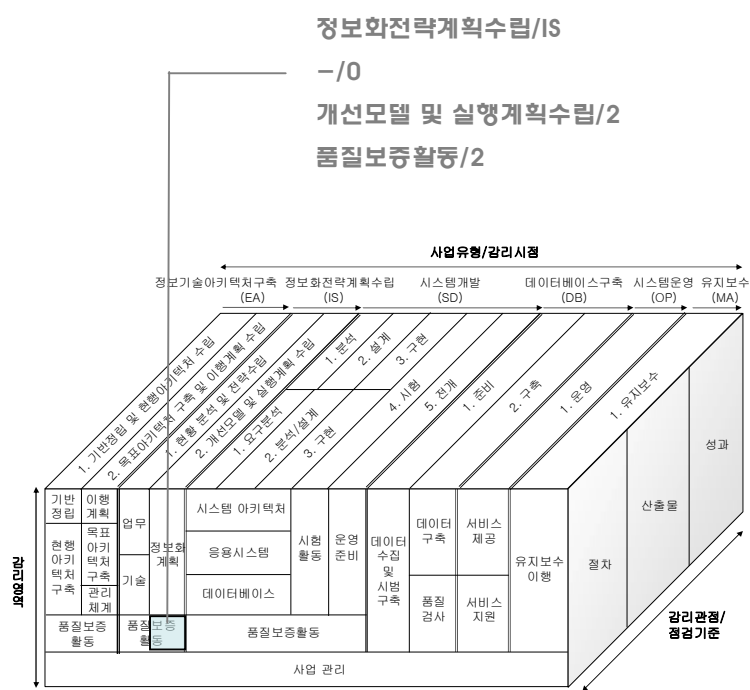 정보화전략계획수립/IS
-/0
개선모델 및 실행계획수립/2
품질보증활동/2
사업유형/감리시점
정보기술아키텍처구축 정보화전략계획수립 시스템개발 데이터베이스구축 시스템운영 유지보수
(EA) (IS) (SD) (DB) (OP) (MA)
1. 기반정립 및 현행아키텍처 수립
2. 목표아키텍처 구축 및 이행계획 수립
1. 현황 분석 및 전략수립
2. 개선모델 및 실행계획 수립
1. 분석
2. 설계
3. 구현
1. 요구분석
2. 분석/설계
3. 구현
4. 시험
5. 전개
1. 준비
2. 구축
1. 운영
1. 유지보수
감리영역
기반
정립
이행
계획
현행
아키
텍처
구축
목표
아키
텍처
구축
관리
체계
업무
기술
정보화
계획
시스템 아키텍처
응용시스템
데이터베이스
시험
활동
운영
준비
데이터
수집
및
시범
구축
데이터
구축
품질
검사
서비스
제공
서비스
지원
유지보수
이행
품질보증
활동
품질보증
활동
품질보증활동
사업 관리
절차
산출물
성과
감리관점/
점검기준